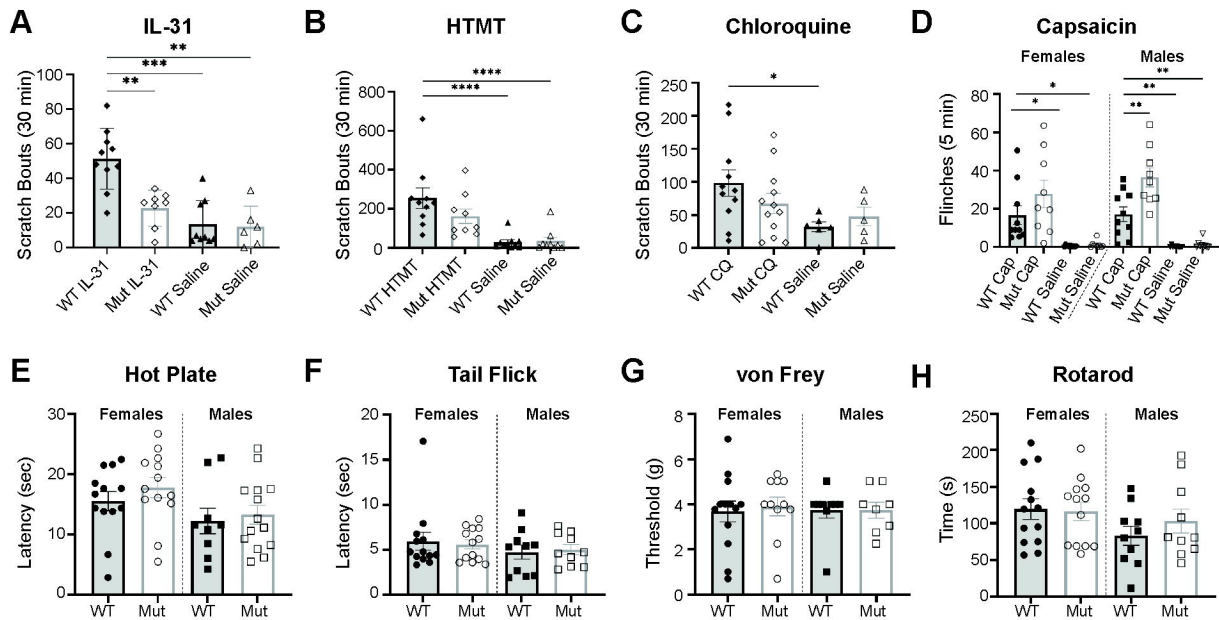 A
IL-31
Scratch Bouts (30 min)
100
80
60
40
20
0
**
***
**
WT IL-31
Mut IL-31
WT Saline
Mut Saline
B
HTMT
Scratch Bouts (30 min)
800
600
400
200
0
****
****
WT HTMT
Mut HTMT
WT Saline
Mut Saline
C
Chloroquine
Scratch Bouts (30 min)
250
200
150
100
50
0
*
WT CQ
Mut CQ
WT Saline
Mut Saline
D
Capsaicin
Females
Males
Flinches (5 min)
80
60
40
20
0
*
*
**
**
**
WT Cap
Mut Cap
WT Saline
Mut Saline
WT Cap
Mut Cap
WT Saline
Mut Saline
E
Hot Plate
Females
Males
Latency (sec)
30
20
10
0
WT
Mut
WT
Mut
F
Tail Flick
Females
Males
Latency (sec)
20
15
10
5
0
WT
Mut
WT
Mut
G
von Frey
Females
Males
Threshold (g)
8
6
4
2
0
WT
Mut
WT
Mut
H
Rotarod
Females
Males
Time (s)
250
200
150
100
50
0
WT
Mut
WT
Mut